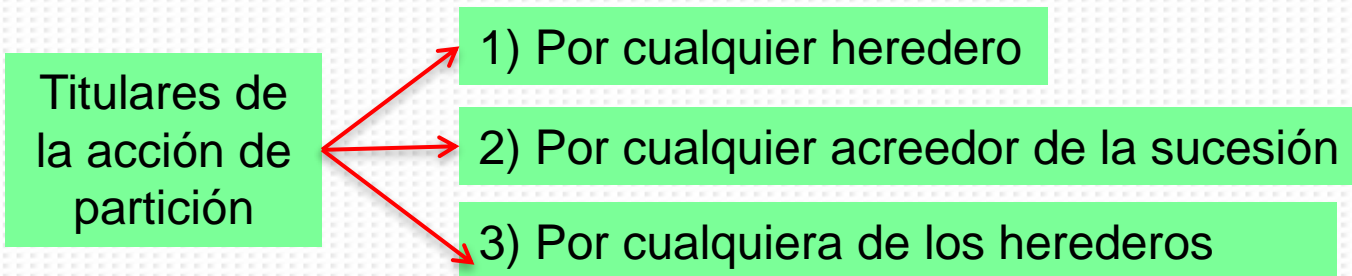 Titulares de
la acción de
partición
1) Por cualquier heredero
2) Por cualquier acreedor de la sucesión
3) Por cualquiera de los herederos